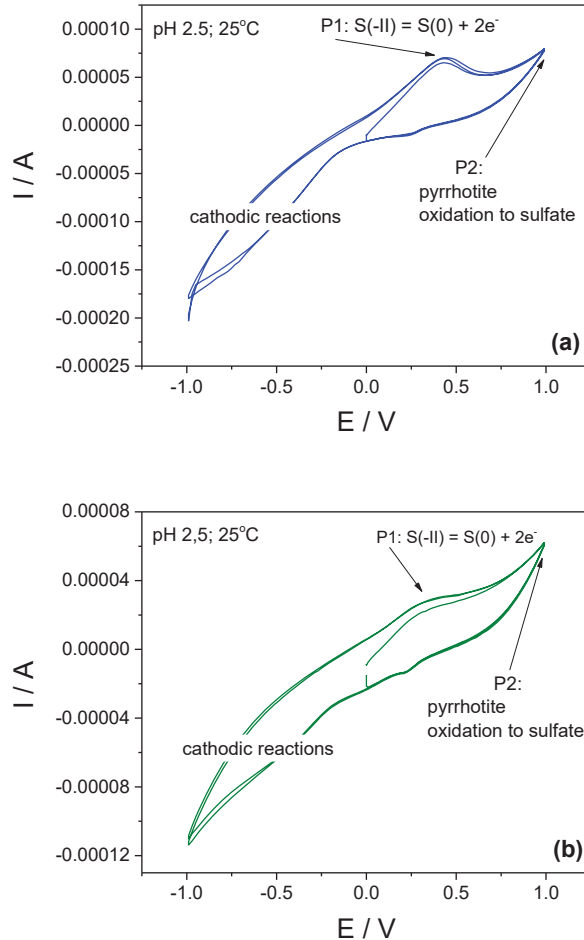 pH 2.5; 25°C
P1: S(-II) = S(0) + 2e⁻
0.00010
0.00005
0.00000
-0.00005
-0.00010
-0.00015
-0.00020
-0.00025
I / A
P2:
pyrrhotite
oxidation to sulfate
cathodic reactions
(a)
-1.0 -0.5 0.0 0.5 1.0
E / V
pH 2,5; 25°C
P1: S(-II) = S(0) + 2e⁻
0.00008
0.00004
0.00000
-0.00004
-0.00008
-0.00012
I / A
P2:
pyrrhotite
oxidation to sulfate
cathodic reactions
(b)
-1.0 -0.5 0.0 0.5 1.0
E / V